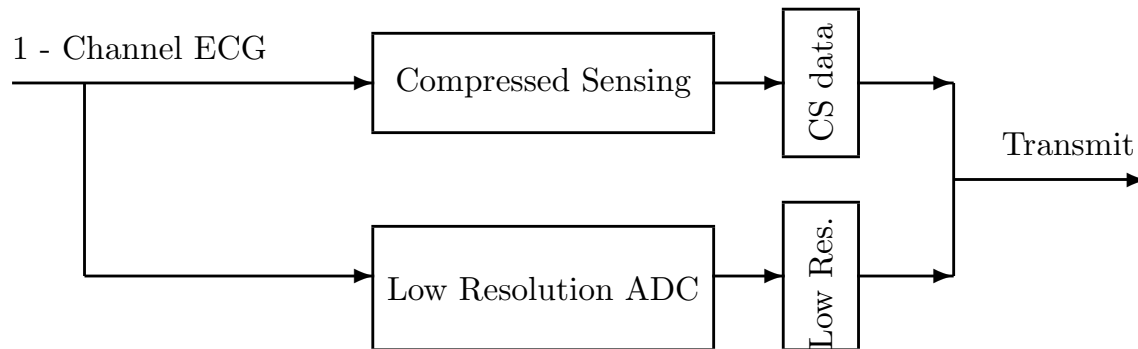 1 - Channel ECG
Compressed Sensing
CS data
Transmit
Low Resolution ADC
Low Res.